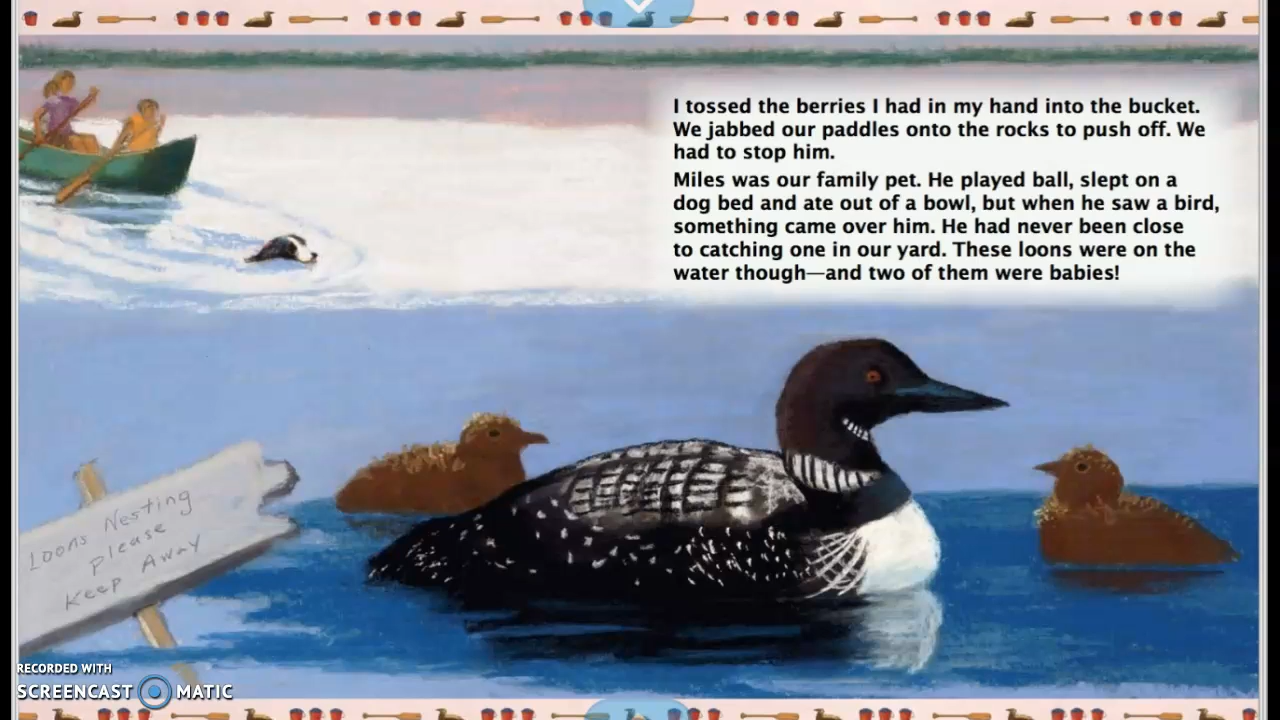 I tossed the berries I had in my hand into the bucket.
We jabbed our paddles onto the rocks to push off. We
had to stop him.
Miles was our family pet. He played ball, slept on a
dog bed and ate out of a bowl, but when he saw a bird,
something came over him. He had never been close
to catching one in our yard. These loons were on the
water though—and two of them were babies!
Loons Nesting
Please
Keep Away
RECORDED WITH
SCREENCAST MATIC